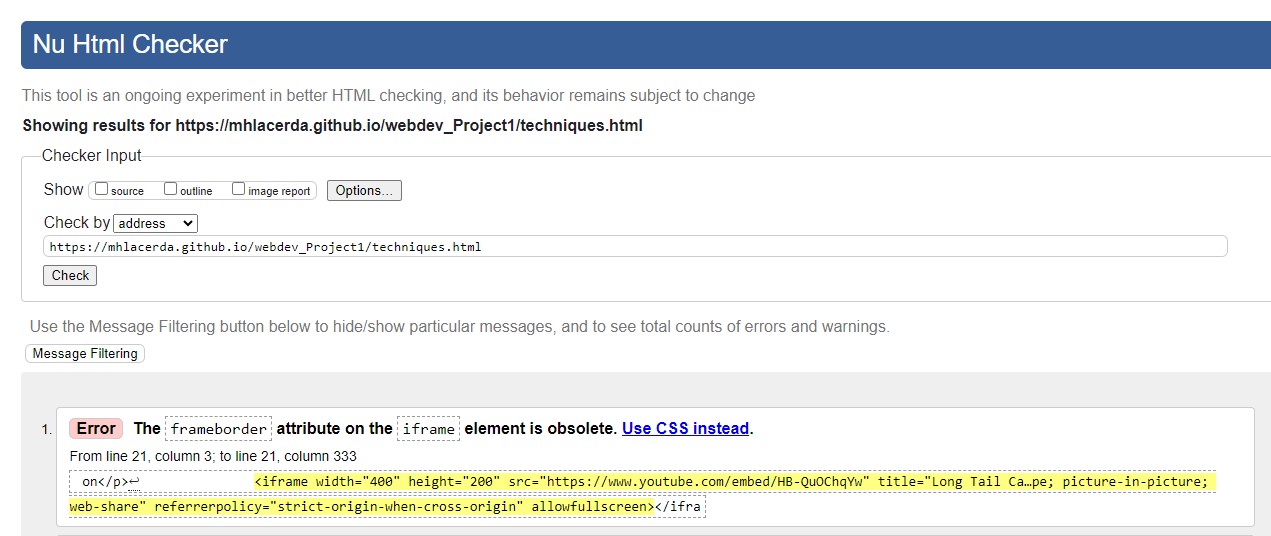 Nu Html Checker
This tool is an ongoing experiment in better HTML checking, and its behavior remains subject to change
Showing results for https://mhlacerda.github.io/webdev_Project1/techniques.html
Checker Input
Show source outline image report Options...
Check by address
https://mhlacerda.github.io/webdev_Project1/techniques.html
Check
Use the Message Filtering button below to hide/show particular messages, and to see total counts of errors and warnings.
Message Filtering
1. Error The frameborder attribute on the iframe element is obsolete. Use CSS instead.
From line 21, column 3; to line 21, column 333
on</p>↩ <iframe width="400" height="200" src="https://www.youtube.com/embed/HB-QuOChqYw" title="Long Tail Ca…pe; picture-in-picture;
web-share" referrerpolicy="strict-origin-when-cross-origin" allowfullscreen></ifra